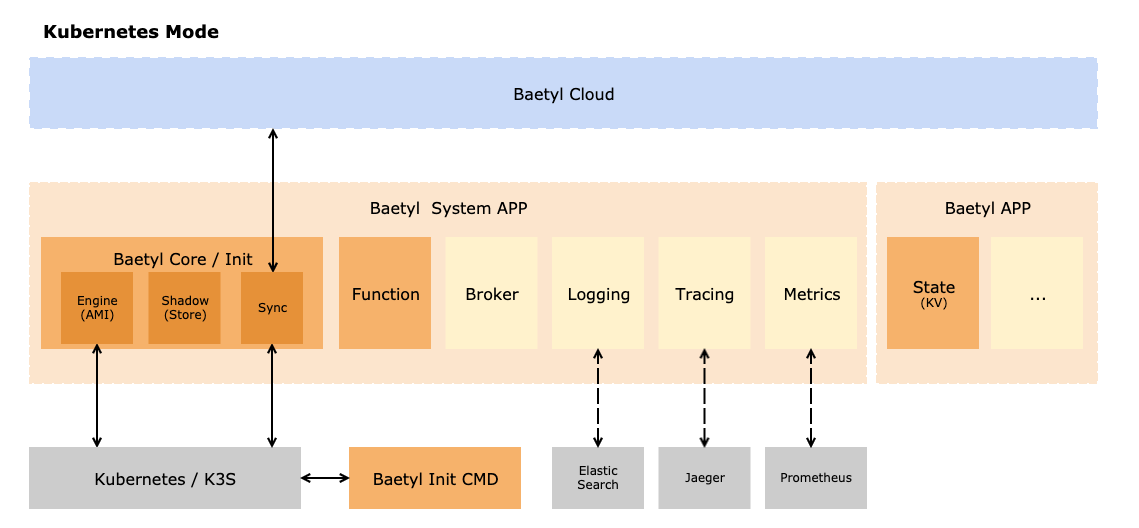 Kubernetes Mode
Baetyl Cloud
Baetyl  System APP
Baetyl APP
Baetyl Core / Init
Engine
(AMI)
Shadow
(Store)
Sync
Function
Broker
Logging
Tracing
Metrics
State
(KV)
...
Kubernetes / K3S
Baetyl Init CMD
Elastic
Search
Jaeger
Prometheus